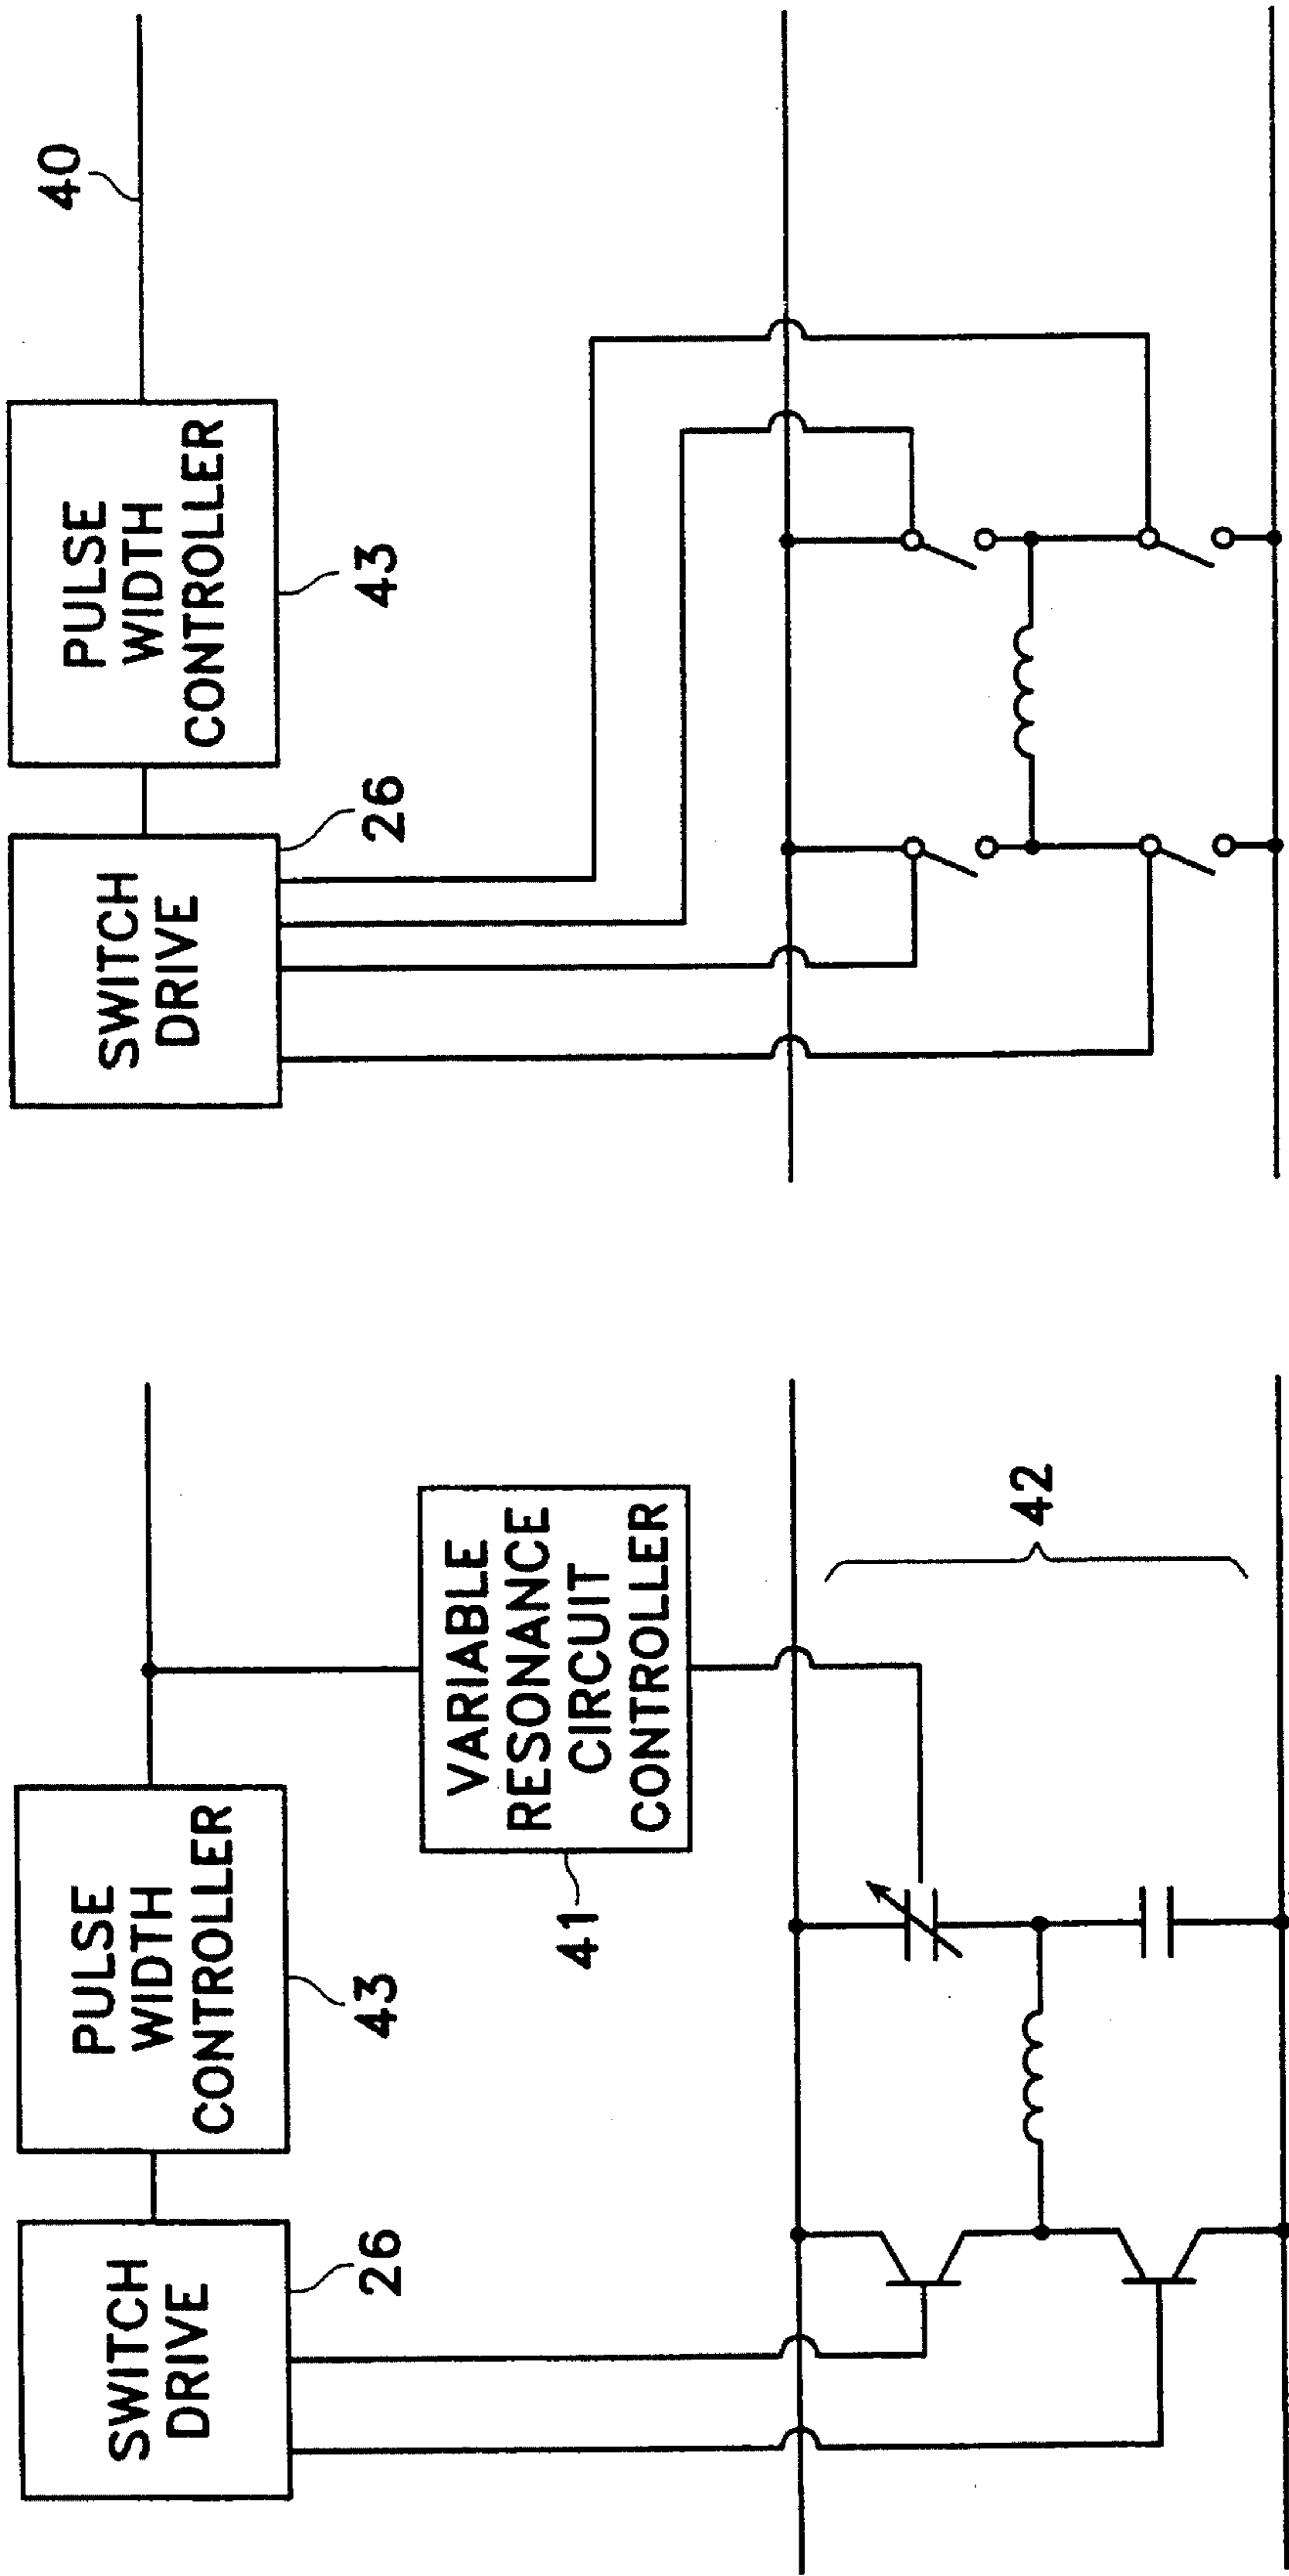 SWITCH
DRIVE
26
PULSE
WIDTH
CONTROLLER
43
VARIABLE
RESONANCE
CIRCUIT
CONTROLLER
41
42
SWITCH
DRIVE
26
PULSE
WIDTH
CONTROLLER
43
40